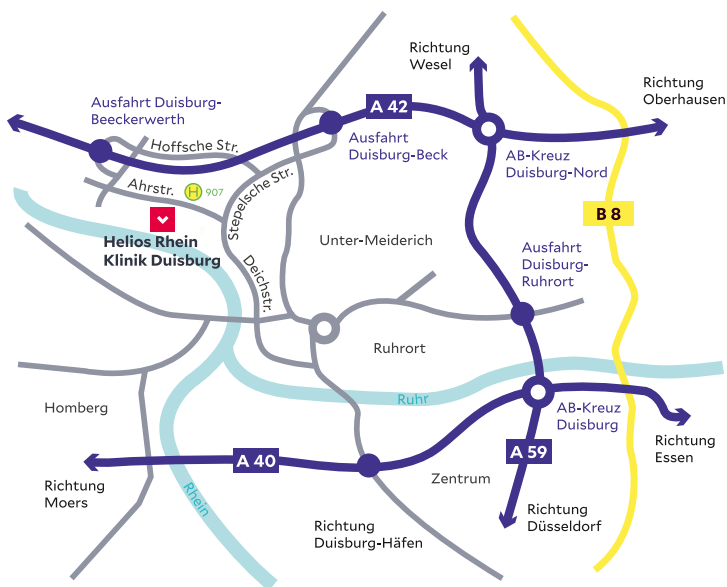 Richtung
Wesel
Richtung
Oberhausen
Ausfahrt Duisburg-
Beeckerwerth
A 42
Hoffsche Str.
Ausfahrt
Duisburg-Beck
AB-Kreuz
Duisburg-Nord
Ahrstr.
H 907
Stepelsche Str.
B 8
Helios Rhein
Klinik Duisburg
Unter-Meiderich
Ausfahrt
Duisburg-
Ruhrort
Deichstr.
Ruhrort
Homberg
Ruhr
AB-Kreuz
Duisburg
Richtung
Essen
A 40
A 59
Zentrum
Richtung
Moers
Rhein
Richtung
Duisburg-Häfen
Richtung
Düsseldorf